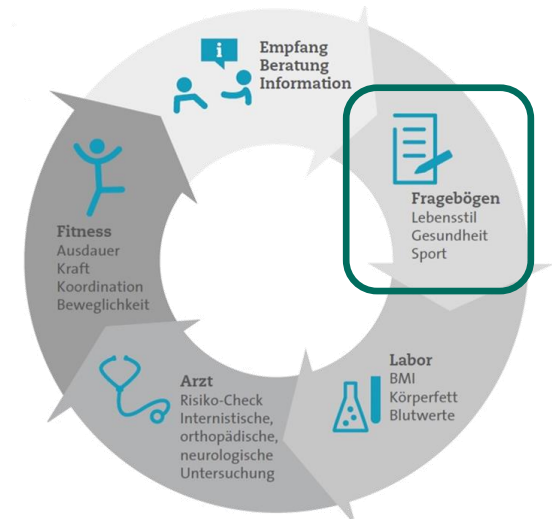 i
Empfang
Beratung
Information
Fragebögen
Lebensstil
Gesundheit
Sport
Labor
BMI
Körperfett
Blutwerte
Arzt
Risiko-Check
Internistische,
orthopädische,
neurologische
Untersuchung
Fitness
Ausdauer
Kraft
Koordination
Beweglichkeit